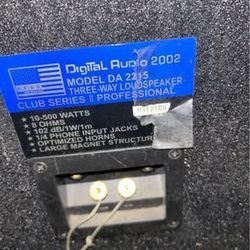 Digital Audio 2002
MODEL DA 2215
THREE-WAY LOUDSPEAKER
CLUB SERIES II PROFESSIONAL
• 10-500 WATTS
• 8 OHMS
• 102 dB/1W/1m
• 1/4 PHONE INPUT JACKS
• OPTIMIZED HORNS
• LARGE MAGNET STRUCTURE